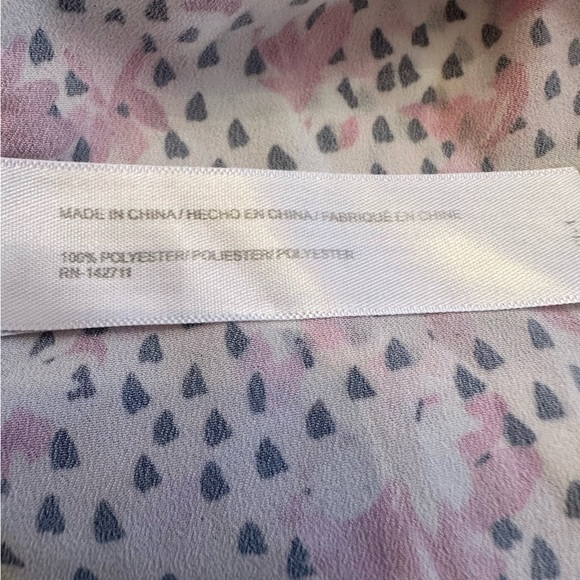 MADE IN CHINA/HECHO EN CHINA/FABRIQUÉ EN CHINE
100% POLYESTER/POLIESTER/POLYESTER
RN-142711